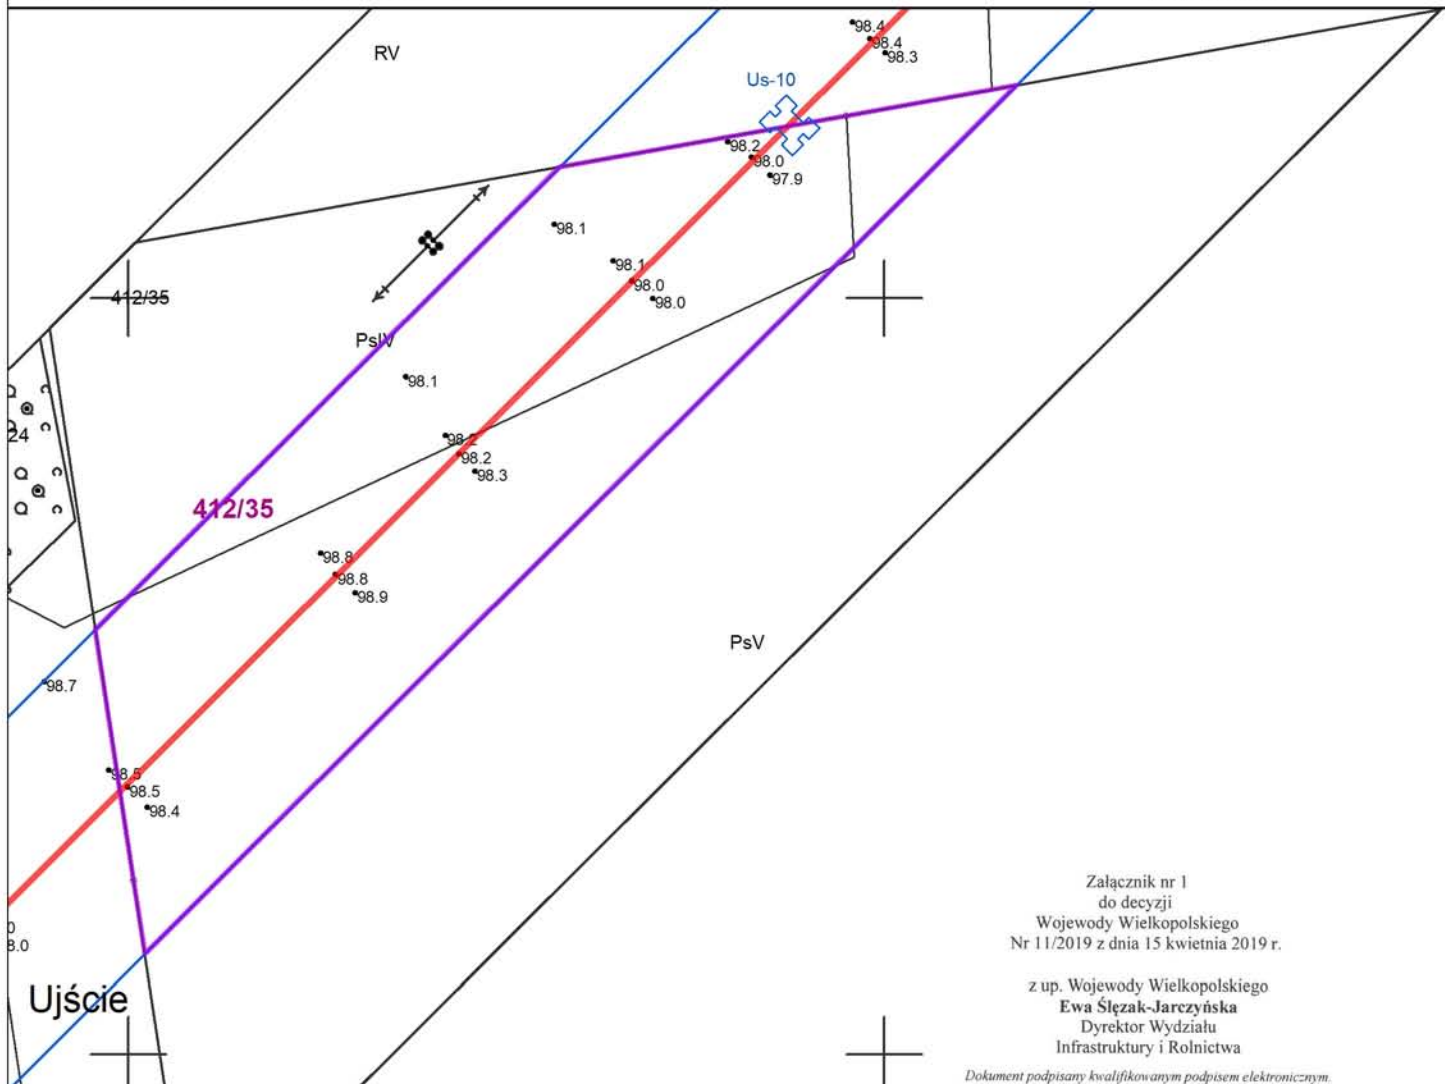 98.4
RV
98.4
98.3
Us-10
98.2
98.0
97.9
98.1
98.1
98.0
412/35
98.0
PsIV
98.1
24
98.2
98.2
98.3
412/35
98.8
98.8
98.9
PsV
98.7
98.5
98.5
98.4
8.0
Ujście
Załącznik nr 1
do decyzji
Wojewody Wielkopolskiego
Nr 11/2019 z dnia 15 kwietnia 2019 r.
z up. Wojewody Wielkopolskiego
Ewa Ślęzak-Jarczyńska
Dyrektor Wydziału
Infrastruktury i Rolnictwa
Dokument podpisany kwalifikowanym podpisem elektronicznym.